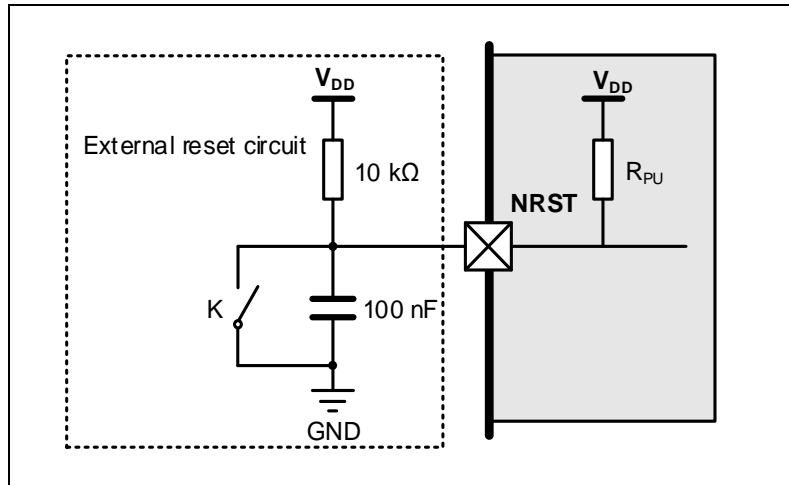 VDD
External reset circuit
10 kΩ
K
100 nF
GND
NRST
VDD
RPU